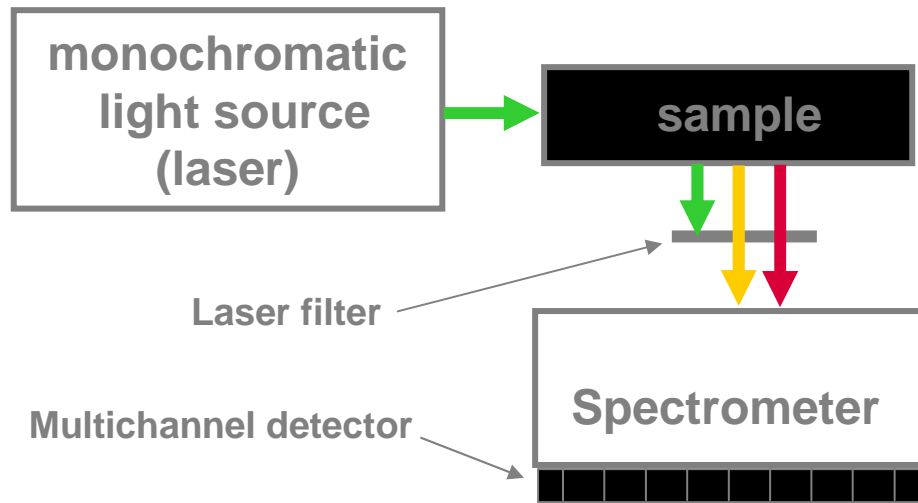 monochromatic
light source
(laser)
sample
Laser filter
Spectrometer
Multichannel detector